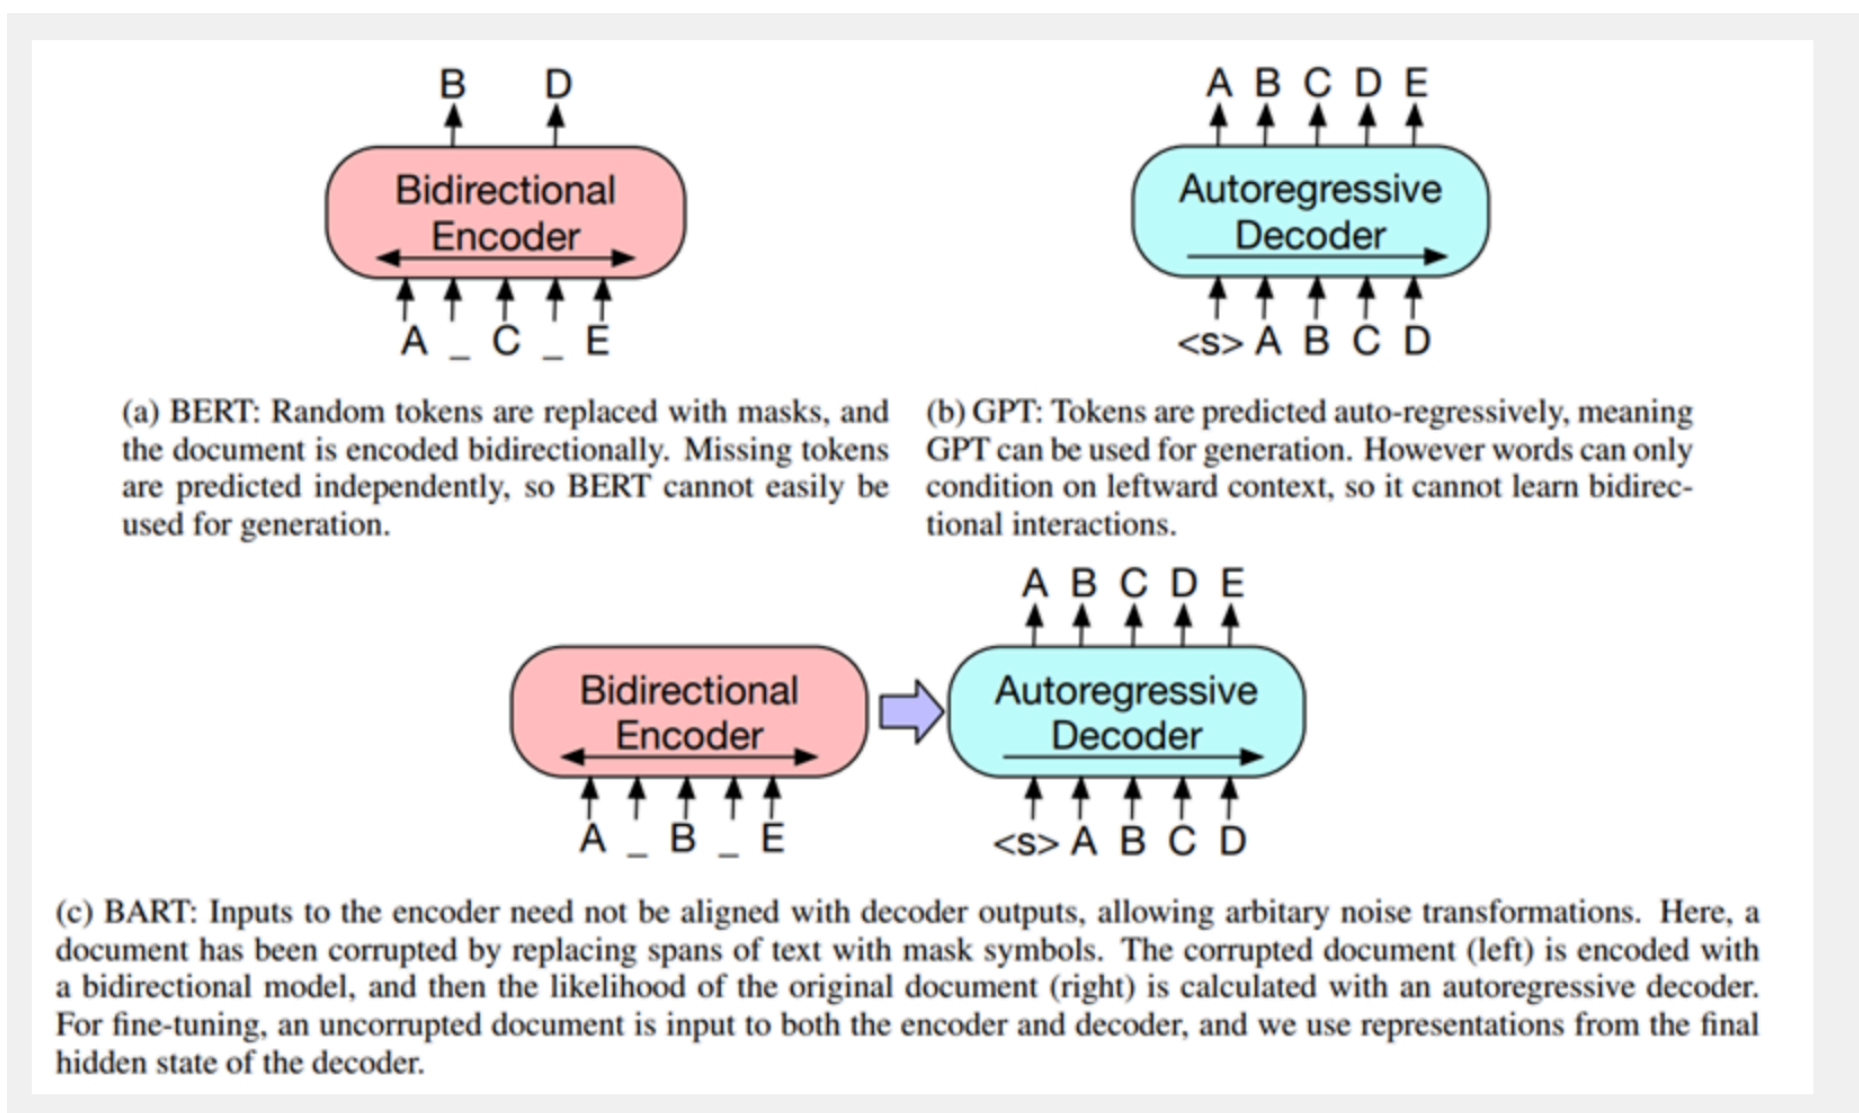 B D
Bidirectional
Encoder
A _ C _ E
(a) BERT: Random tokens are replaced with masks, and
the document is encoded bidirectionally. Missing tokens
are predicted independently, so BERT cannot easily be
used for generation.
A B C D E
Autoregressive
Decoder
<s> A B C D
(b) GPT: Tokens are predicted auto-regressively, meaning
GPT can be used for generation. However words can only
condition on leftward context, so it cannot learn bidirec-
tional interactions.
Bidirectional
Encoder
A _ B _ E
A B C D E
Autoregressive
Decoder
<s> A B C D
(c) BART: Inputs to the encoder need not be aligned with decoder outputs, allowing arbitary noise transformations. Here, a
document has been corrupted by replacing spans of text with mask symbols. The corrupted document (left) is encoded with
a bidirectional model, and then the likelihood of the original document (right) is calculated with an autoregressive decoder.
For fine-tuning, an uncorrupted document is input to both the encoder and decoder, and we use representations from the final
hidden state of the decoder.